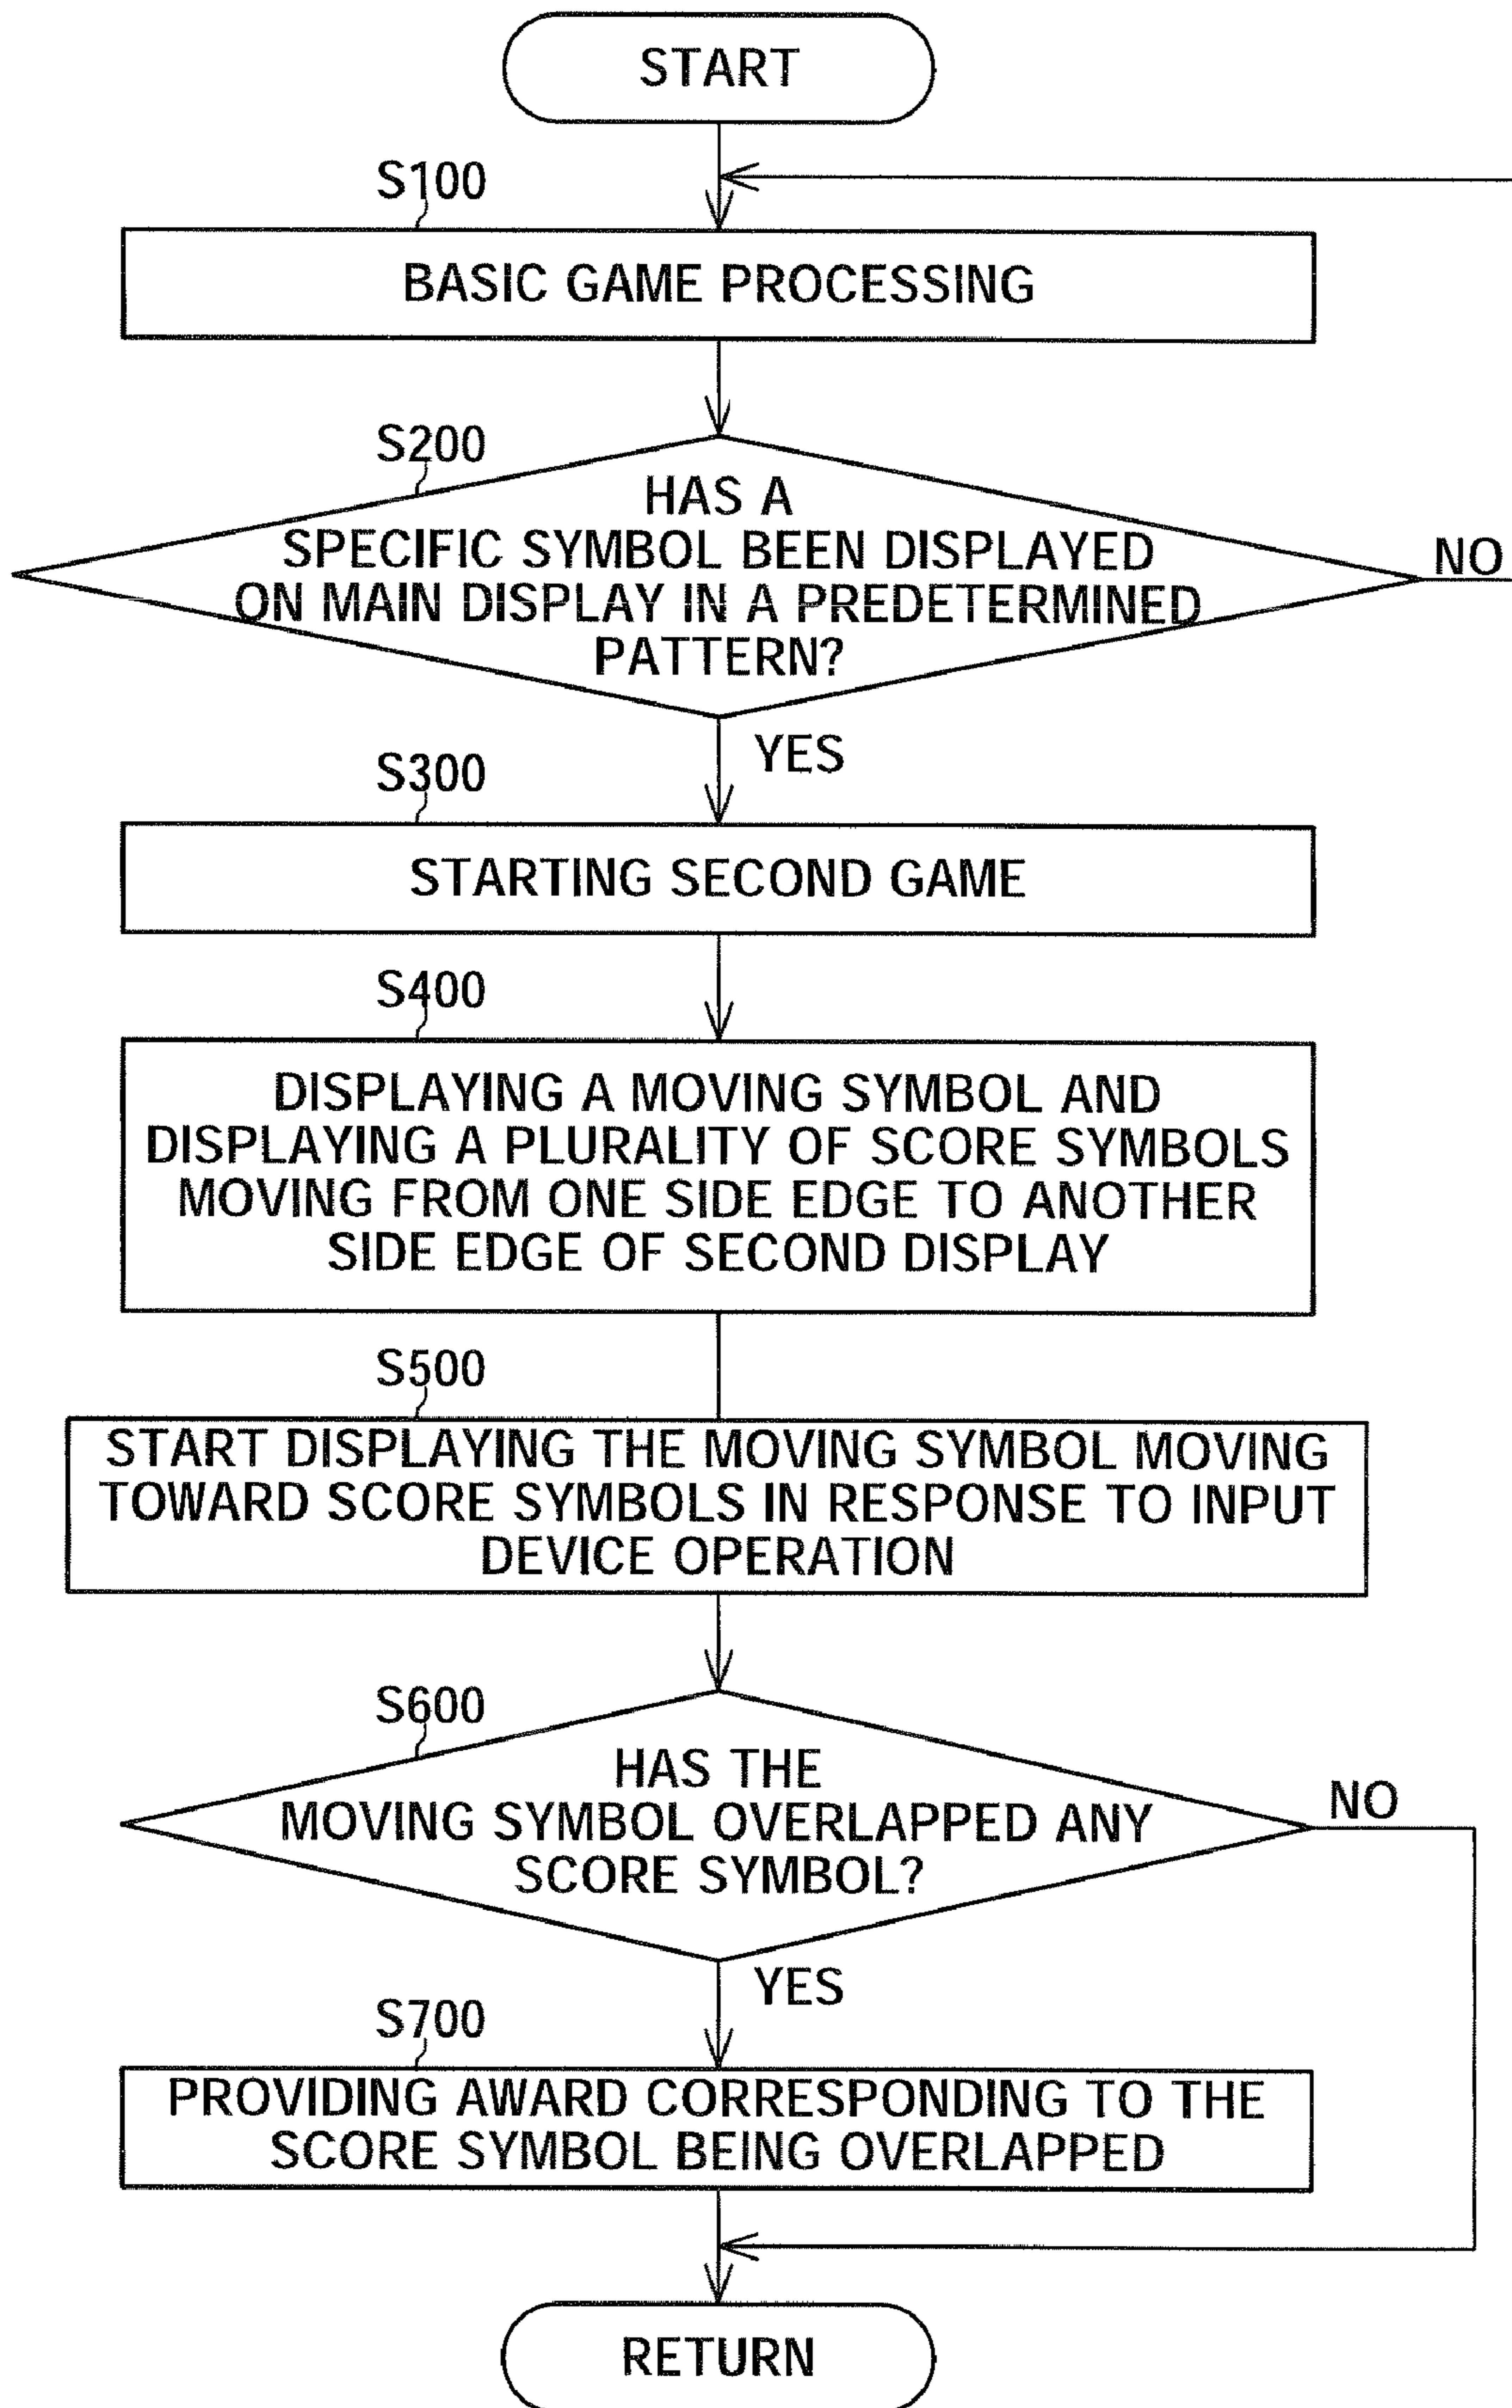 START
S100
BASIC GAME PROCESSING
S200
HAS A
SPECIFIC SYMBOL BEEN DISPLAYED
ON MAIN DISPLAY IN A PREDETERMINED
PATTERN?
NO
YES
S300
STARTING SECOND GAME
S400
DISPLAYING A MOVING SYMBOL AND
DISPLAYING A PLURALITY OF SCORE SYMBOLS
MOVING FROM ONE SIDE EDGE TO ANOTHER
SIDE EDGE OF SECOND DISPLAY
S500
START DISPLAYING THE MOVING SYMBOL MOVING
TOWARD SCORE SYMBOLS IN RESPONSE TO INPUT
DEVICE OPERATION
S600
HAS THE
MOVING SYMBOL OVERLAPPED ANY
SCORE SYMBOL?
NO
YES
S700
PROVIDING AWARD CORRESPONDING TO THE
SCORE SYMBOL BEING OVERLAPPED
RETURN